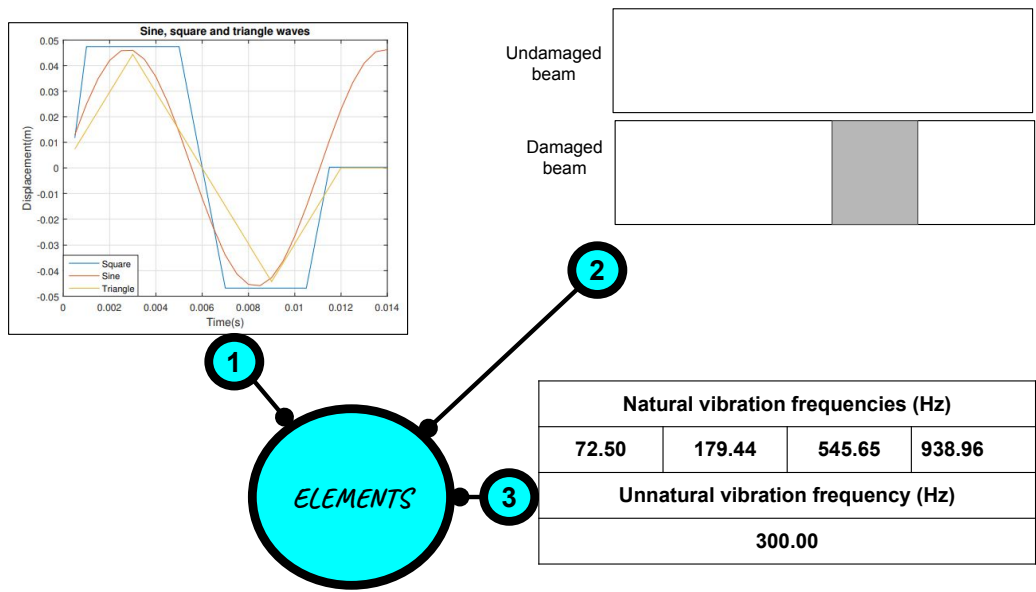 Sine, square and triangle waves
0.05
0.04
0.03
0.02
0.01
0
-0.01
-0.02
-0.03
-0.04
-0.05
Displacement(m)
Square
Sine
Triangle
0 0.002 0.004 0.006 0.008 0.01 0.012 0.014
Time(s)
Undamaged
beam
Damaged
beam
1
2
ELEMENTS
3
Natural vibration frequencies (Hz)
72.50 179.44 545.65 938.96
Unnatural vibration frequency (Hz)
300.00